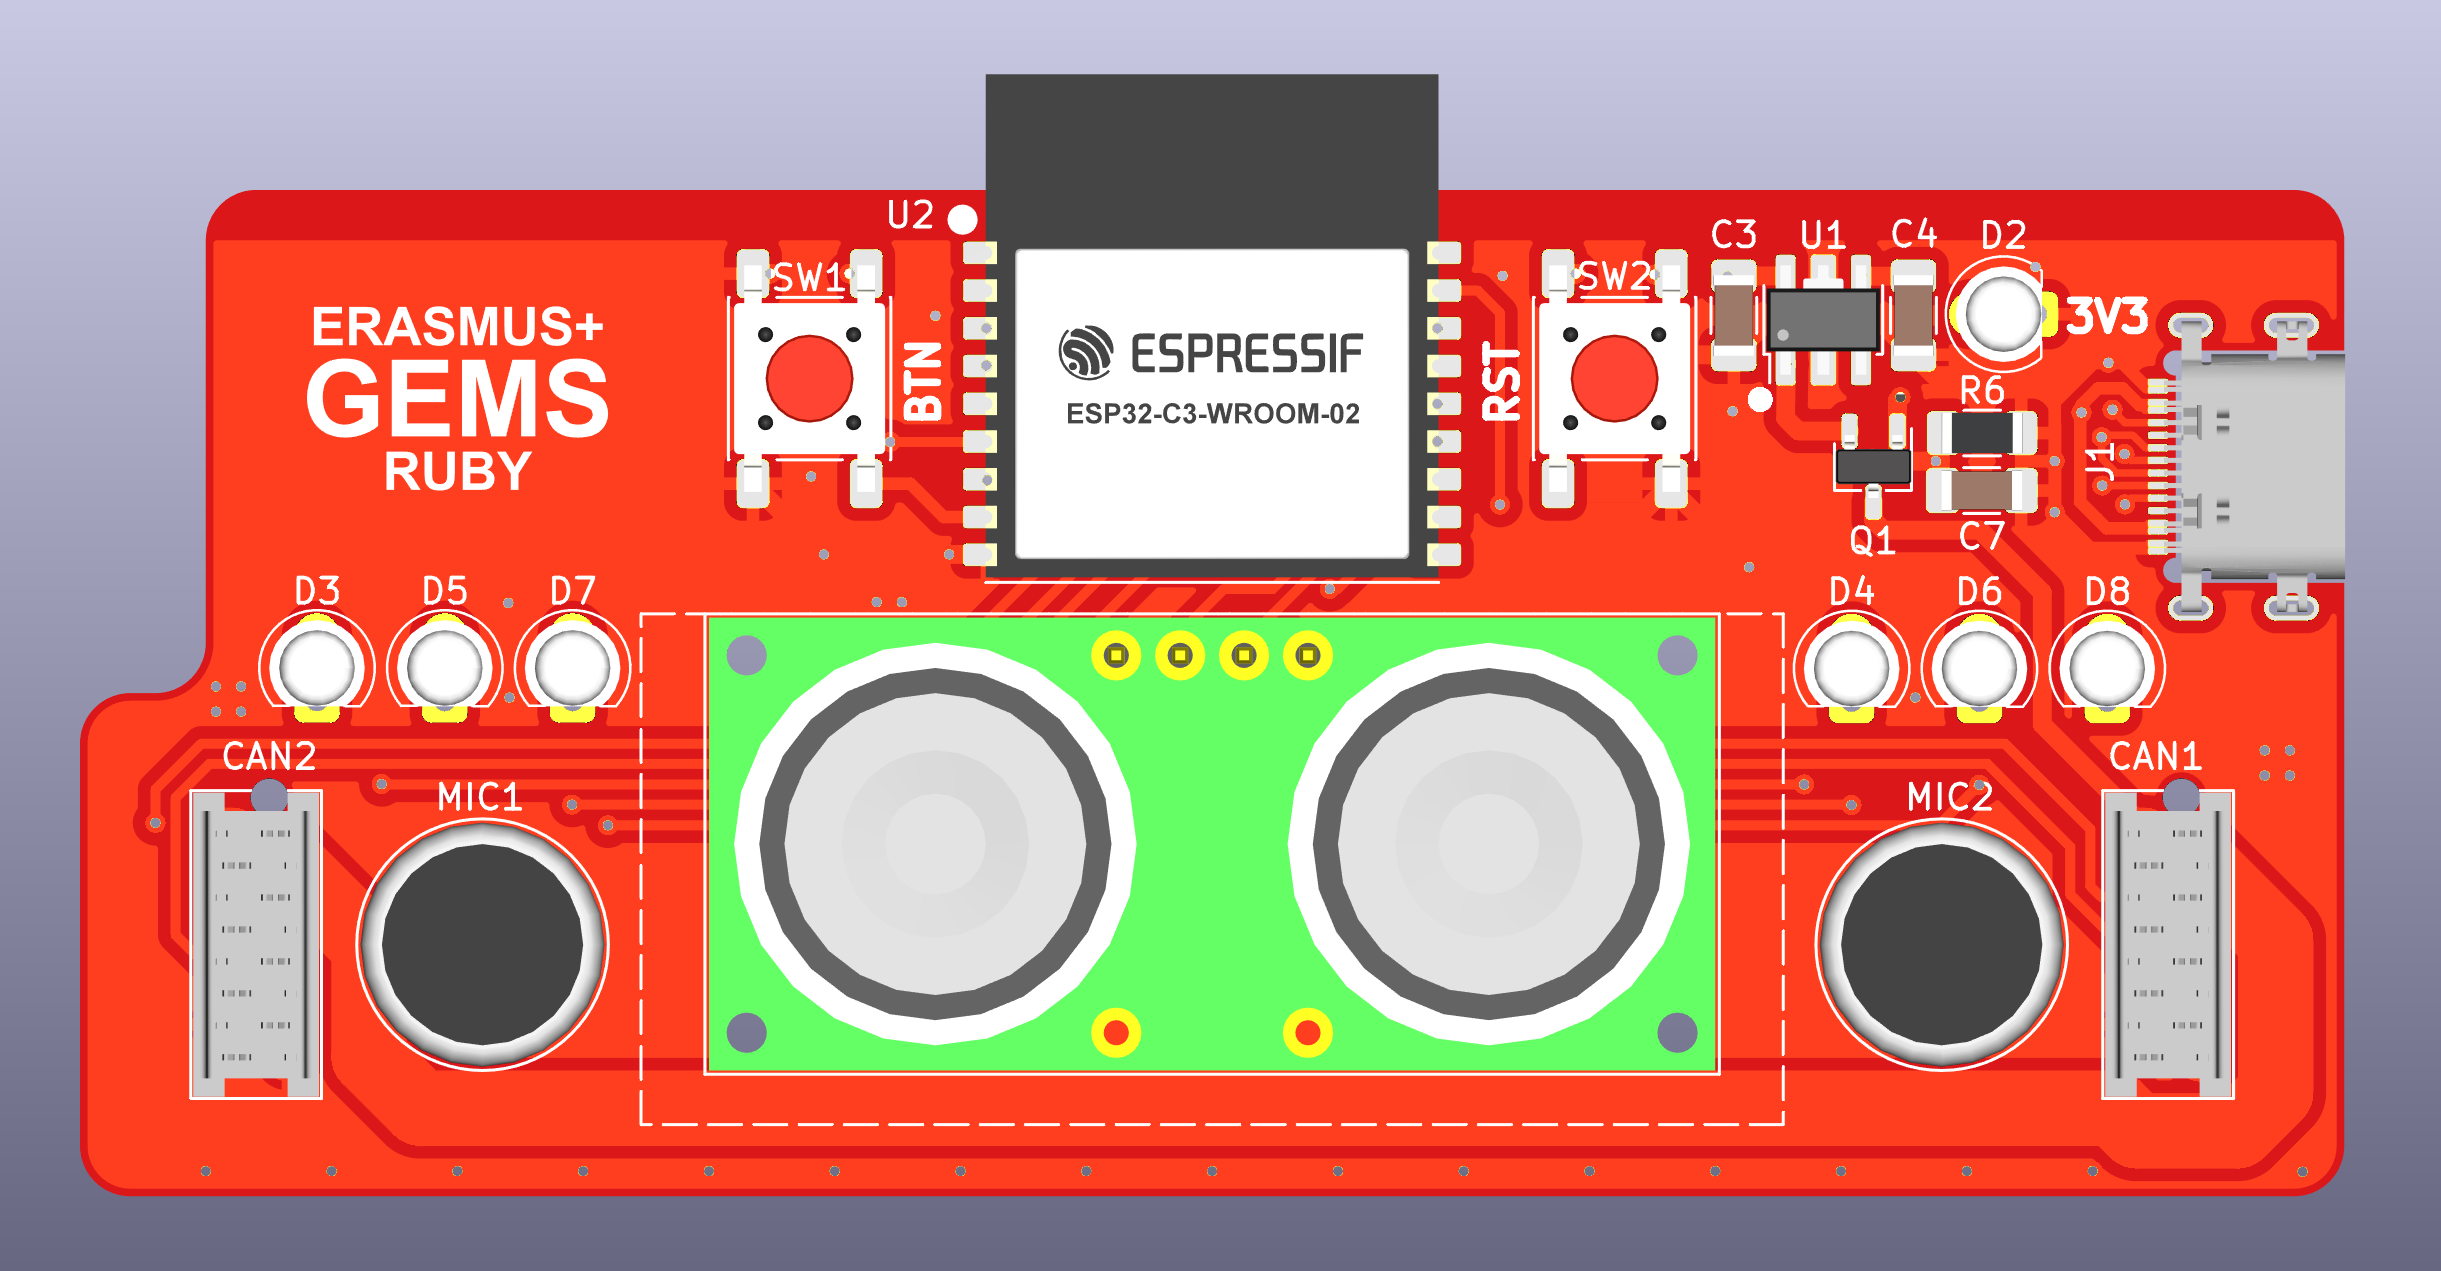 U2
C3
U1
C4
D2
SW1
SW2
3V3
ERASMUS+
GEMS
RUBY
BTN
ESPRESSIF
ESP32-C3-WROOM-02
RST
R6
J1
Q1
C7
D3
D5
D7
D4
D6
D8
CAN2
MIC1
MIC2
CAN1